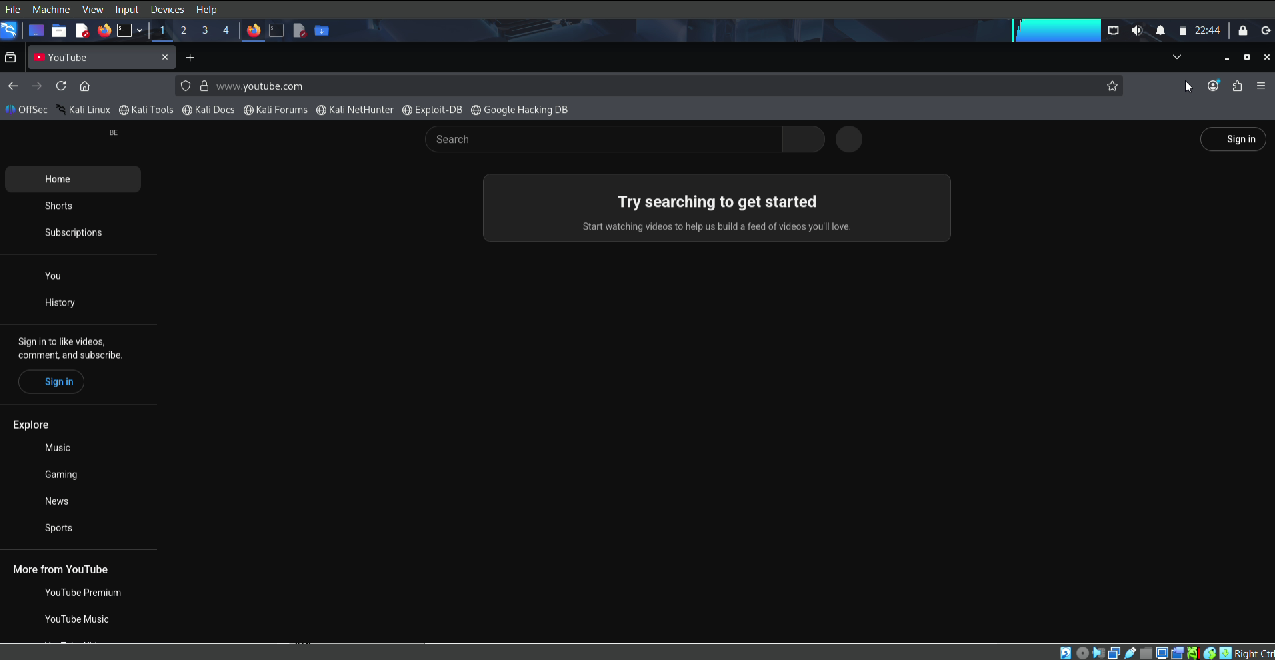 File Machine View Input Devices Help
1 2 3 4 22:44
YouTube
www.youtube.com
OffSec Kali Linux Kali Tools Kali Docs Kali Forums Kali NetHunter Exploit-DB Google Hacking DB
BE
Search
Sign in
Home
Shorts
Subscriptions
You
History
Sign in to like videos,
comment, and subscribe.
Sign in
Explore
Music
Gaming
News
Sports
More from YouTube
YouTube Premium
YouTube Music
Try searching to get started
Start watching videos to help us build a feed of videos you'll love.
Right Ctrl